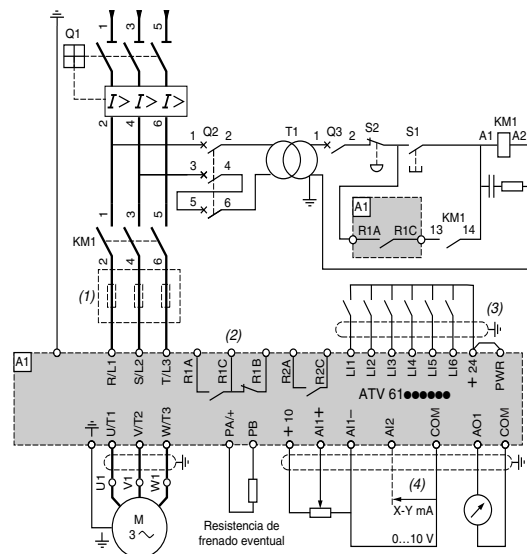 1 3 5
Q1
I> I> I>
2 4 6
1 Q2 2
3 4
5 6
T1
1 Q3 2
S2
S1
A1 KM1 A2
A1
R1A R1C
13 KM1 14
1 3 5
KM1
2 4 6
(1)
(2)
(3)
A1
R/L1 S/L2 T/L3
R1A R1C R1B R2A R2C
LI1 LI2 LI3 LI4 LI5 LI6 + 24 PWR
ATV 61●●●●●●
U/T1 V/T2 W/T3
PA/+ PB
+ 10 AI1+ AI1– AI2 COM AO1 COM
U1 V1 W1
M
3 ~
Resistencia de
frenado eventual
(4)
X-Y mA
0…10 V